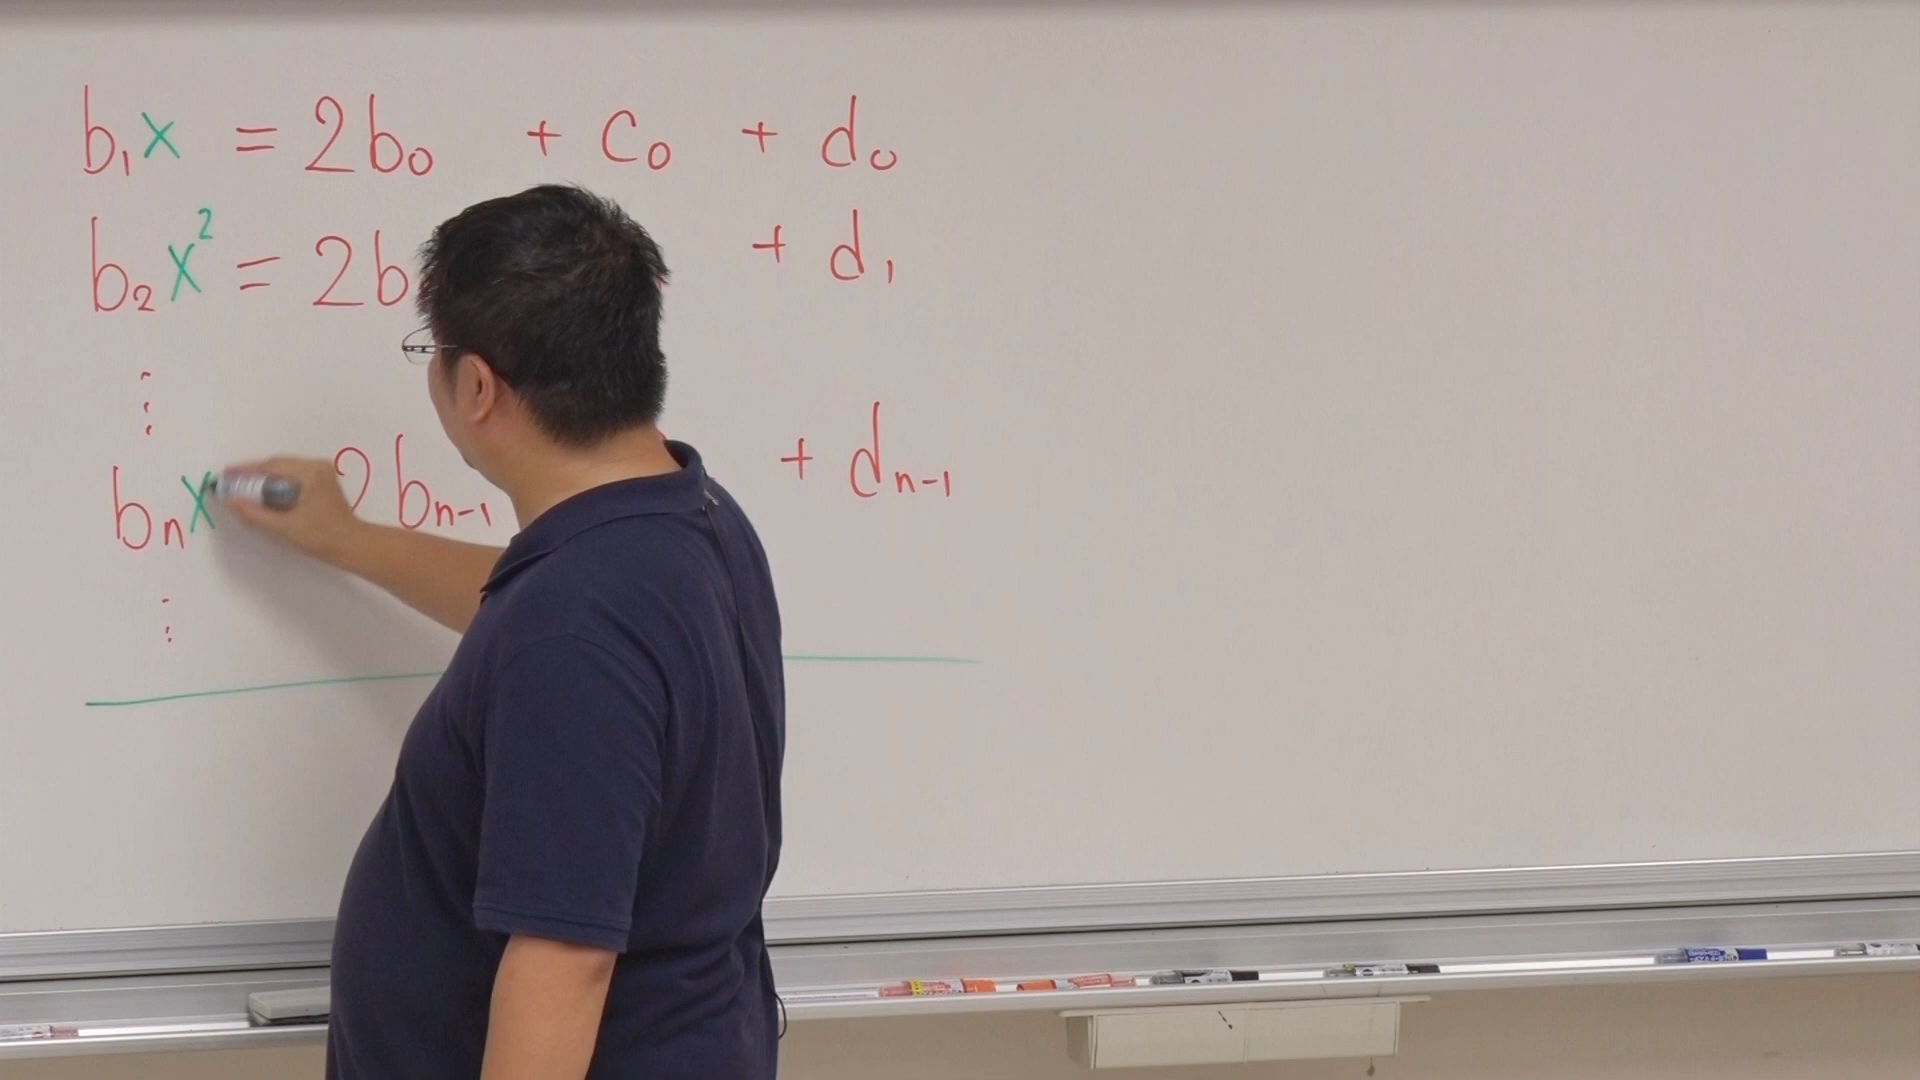 b₁x = 2b₀ + c₀ + d₀
b₂x² = 2b + d₁
⋮
bₙx 2bₙ₋₁ + dₙ₋₁
⋮